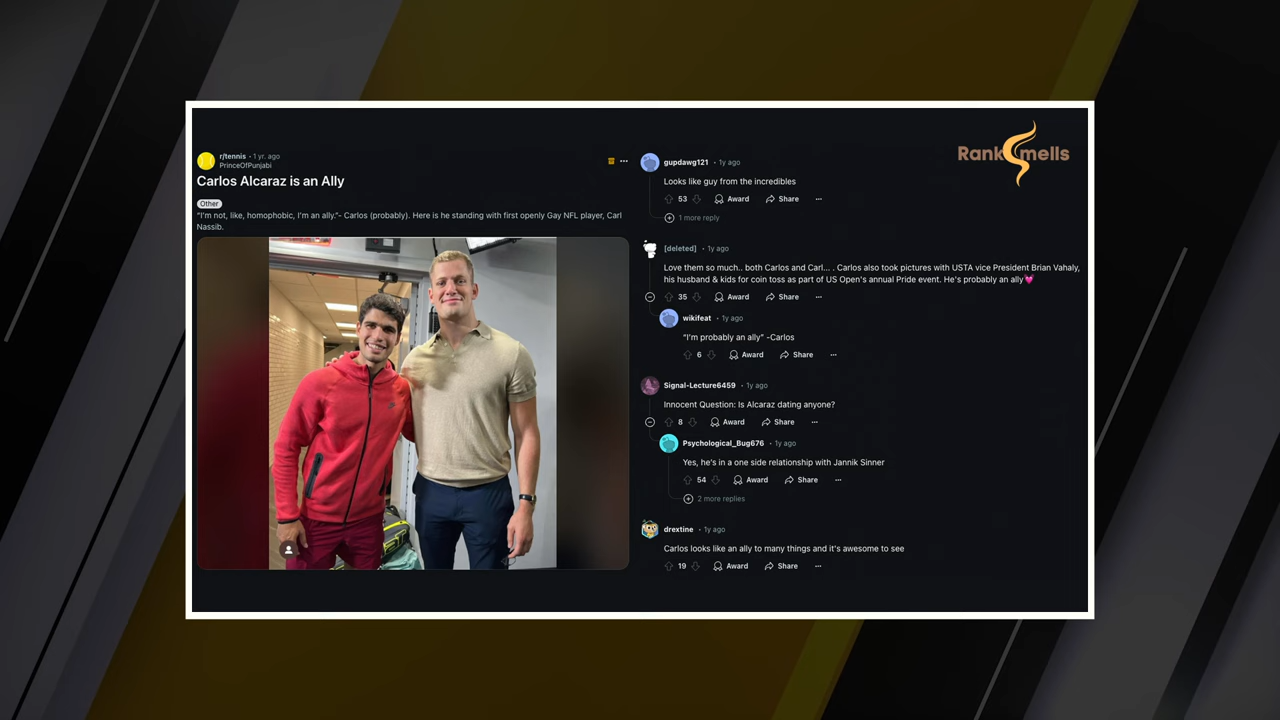 r/tennis • 1 yr. ago
PrinceOfPunjabi
Carlos Alcaraz is an Ally
Other
"I'm not, like, homophobic, I'm an ally."- Carlos (probably). Here is he standing with first openly Gay NFL player, Carl
Nassib.
RankSmells
gupdawg121 • 1y ago
Looks like guy from the incredibles
53 Award Share
1 more reply
[deleted] • 1y ago
Love them so much.. both Carlos and Carl... . Carlos also took pictures with USTA vice President Brian Vahaly,
his husband & kids for coin toss as part of US Open's annual Pride event. He's probably an ally💓
35 Award Share
wikifeat • 1y ago
"I'm probably an ally" -Carlos
6 Award Share
Signal-Lecture6459 • 1y ago
Innocent Question: Is Alcaraz dating anyone?
8 Award Share
Psychological_Bug676 • 1y ago
Yes, he's in a one side relationship with Jannik Sinner
54 Award Share
2 more replies
drextine • 1y ago
Carlos looks like an ally to many things and it's awesome to see
19 Award Share